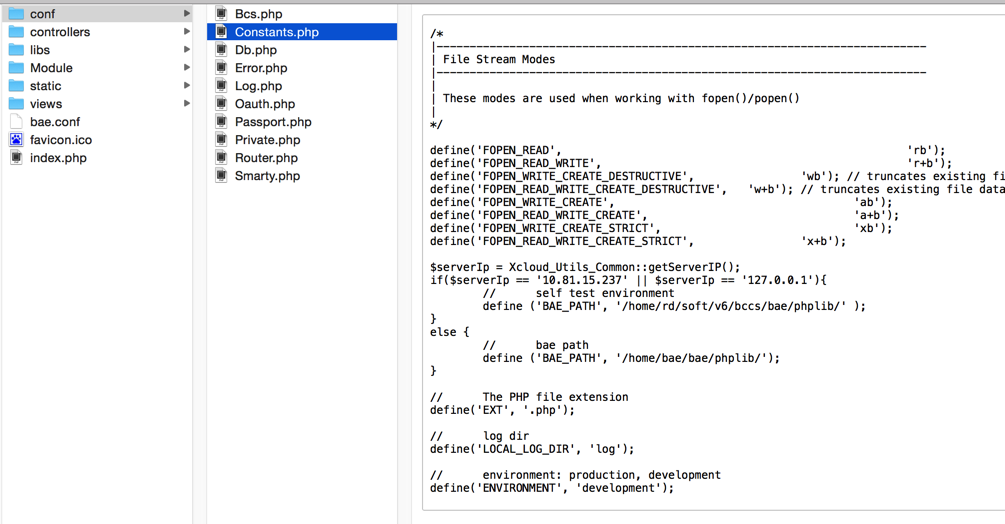 conf
controllers
libs
Module
static
views
bae.conf
favicon.ico
index.php
Bcs.php
Constants.php
Db.php
Error.php
Log.php
Oauth.php
Passport.php
Private.php
Router.php
Smarty.php
/*
|--------------------------------------------------------------------------
| File Stream Modes
|--------------------------------------------------------------------------
|
| These modes are used when working with fopen()/popen()
|
*/
define('FOPEN_READ', 'rb');
define('FOPEN_READ_WRITE', 'r+b');
define('FOPEN_WRITE_CREATE_DESTRUCTIVE', 'wb'); // truncates existing fi
define('FOPEN_READ_WRITE_CREATE_DESTRUCTIVE', 'w+b'); // truncates existing file data
define('FOPEN_WRITE_CREATE', 'ab');
define('FOPEN_READ_WRITE_CREATE', 'a+b');
define('FOPEN_WRITE_CREATE_STRICT', 'xb');
define('FOPEN_READ_WRITE_CREATE_STRICT', 'x+b');
$serverIp = Xcloud_Utils_Common::getServerIP();
if($serverIp == '10.81.15.237' || $serverIp == '127.0.0.1'){
// self test environment
define ('BAE_PATH', '/home/rd/soft/v6/bccs/bae/phplib/' );
}
else {
// bae path
define ('BAE_PATH', '/home/bae/bae/phplib/');
}
// The PHP file extension
define('EXT', '.php');
// log dir
define('LOCAL_LOG_DIR', 'log');
// environment: production, development
define('ENVIRONMENT', 'development');